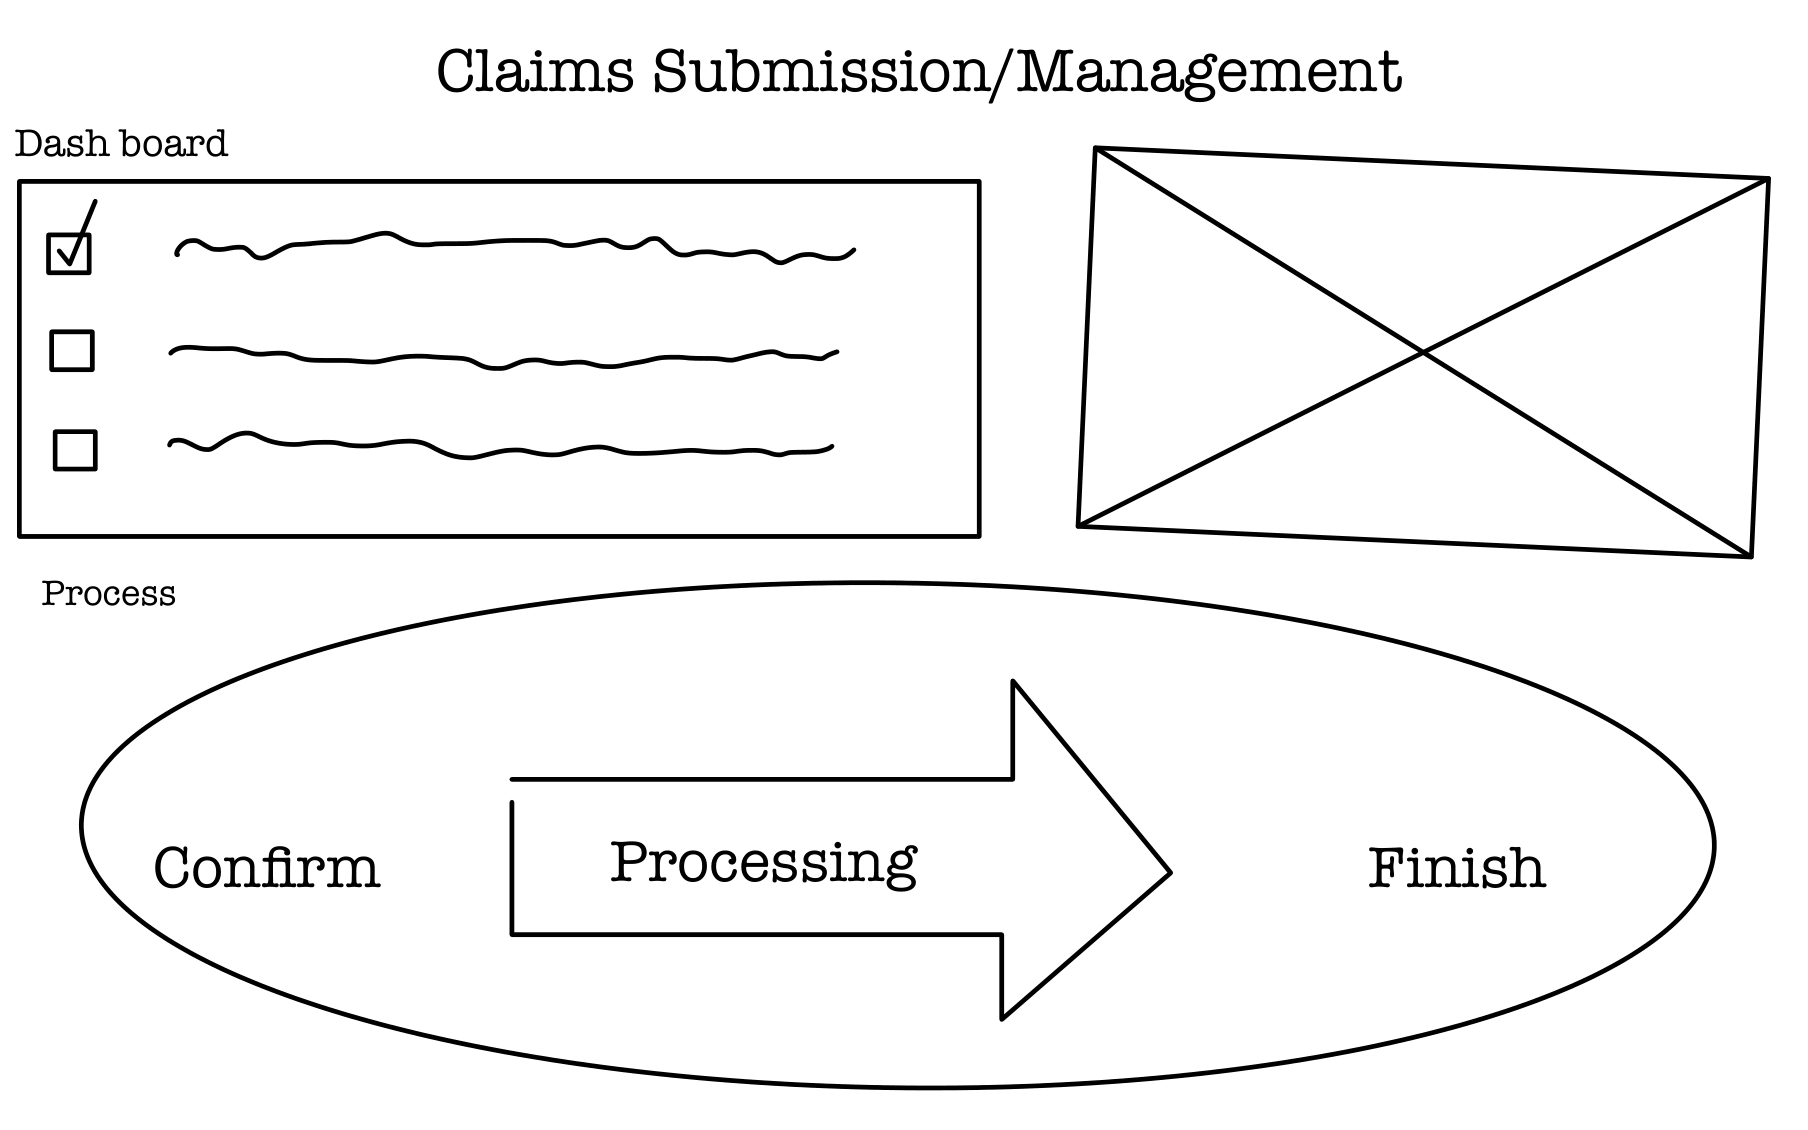 Claims Submission/Management
Dash board
Process
Confirm
Processing
Finish